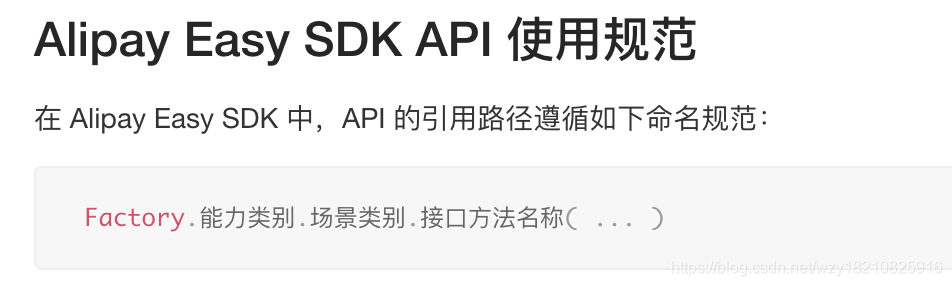 Alipay Easy SDK API 使用规范
在 Alipay Easy SDK 中，API 的引用路径遵循如下命名规范：
Factory.能力类别.场景类别.接口方法名称( ... )
https://blog.csdn.net/wzy18210825916